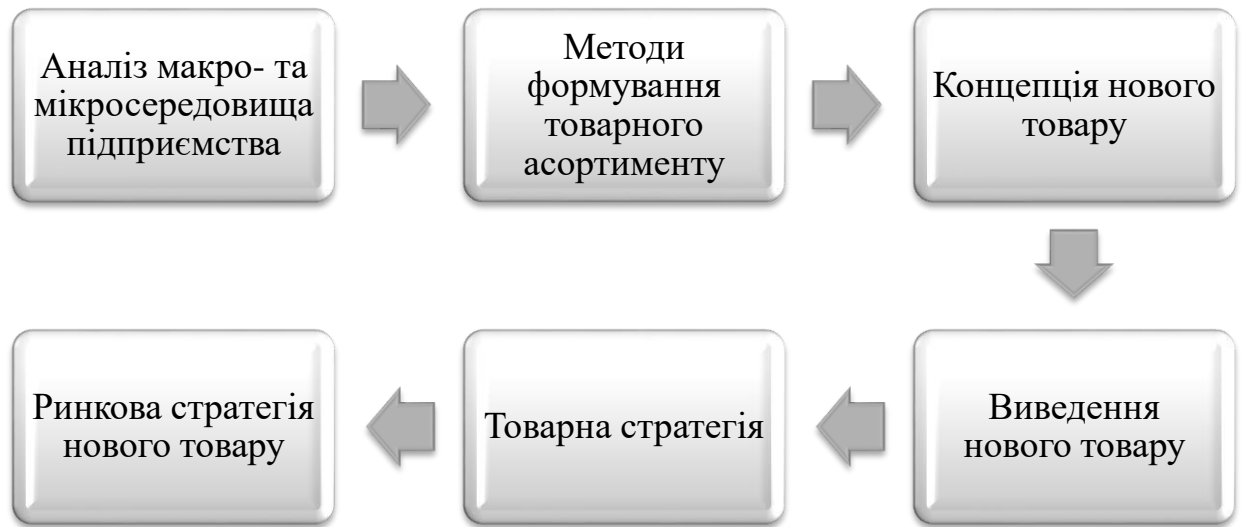 Аналіз макро- та
мікросередовища
підприємства
Методи
формування
товарного
асортименту
Концепція нового
товару
Виведення
нового товару
Товарна стратегія
Ринкова стратегія
нового товару